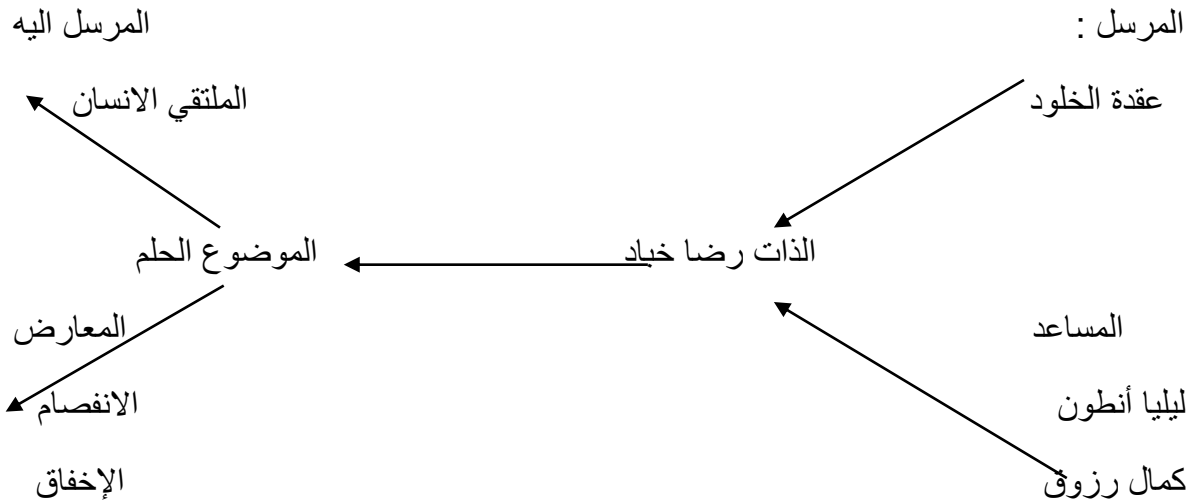 المرسل : المرسل اليه
عقدة الخلود الملتقي الانسان
الذات رضا خباد الموضوع الحلم
المساعد المعارض
ليليا أنطون الانفصام
كمال رزوق الإخفاق